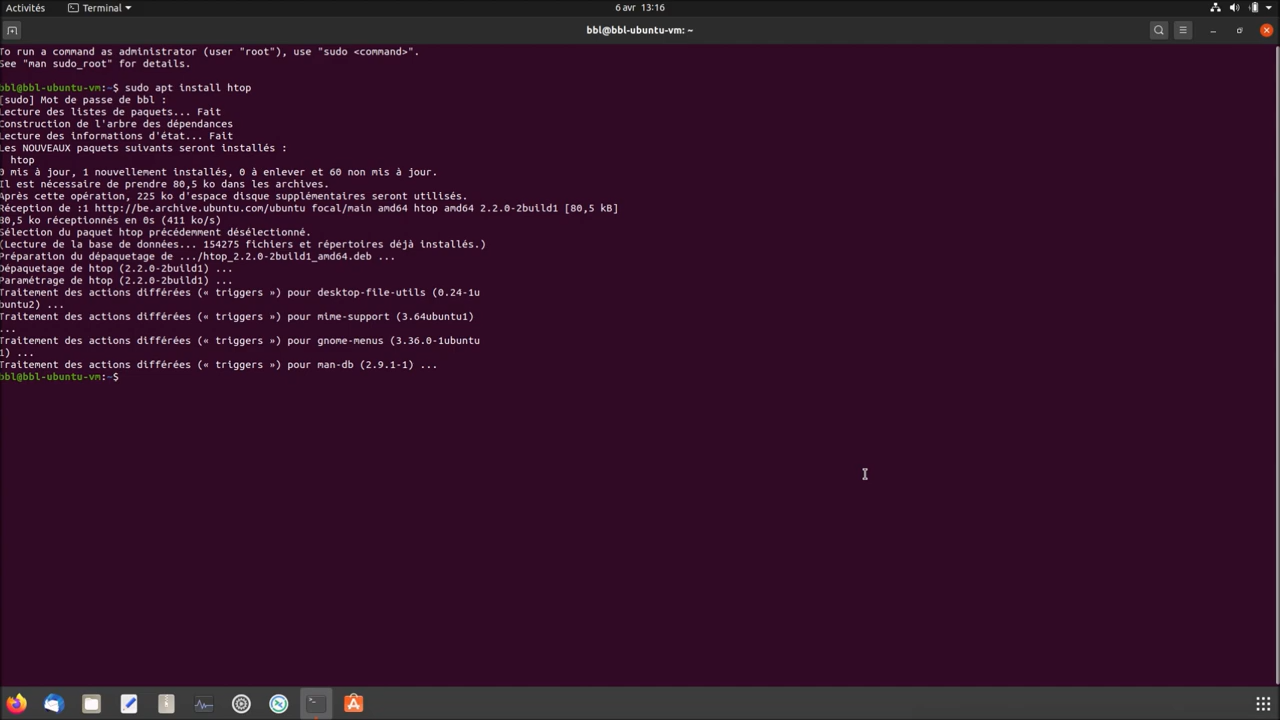 Activités
Terminal
6 avr 13:16
bbl@bbl-ubuntu-vm: ~
To run a command as administrator (user "root"), use "sudo <command>".
See "man sudo_root" for details.
bbl@bbl-ubuntu-vm:~$ sudo apt install htop
[sudo] Mot de passe de bbl :
Lecture des listes de paquets... Fait
Construction de l'arbre des dépendances
Lecture des informations d'état... Fait
Les NOUVEAUX paquets suivants seront installés :
htop
0 mis à jour, 1 nouvellement installés, 0 à enlever et 60 non mis à jour.
Il est nécessaire de prendre 80,5 ko dans les archives.
Après cette opération, 225 ko d'espace disque supplémentaires seront utilisés.
Réception de :1 http://be.archive.ubuntu.com/ubuntu focal/main amd64 htop amd64 2.2.0-2build1 [80,5 kB]
80,5 ko réceptionnés en 0s (411 ko/s)
Sélection du paquet htop précédemment désélectionné.
(Lecture de la base de données... 154275 fichiers et répertoires déjà installés.)
Préparation du dépaquetage de .../htop_2.2.0-2build1_amd64.deb ...
Dépaquetage de htop (2.2.0-2build1) ...
Paramétrage de htop (2.2.0-2build1) ...
Traitement des actions différées (« triggers ») pour desktop-file-utils (0.24-1u
buntu2) ...
Traitement des actions différées (« triggers ») pour mime-support (3.64ubuntu1)
...
Traitement des actions différées (« triggers ») pour gnome-menus (3.36.0-1ubuntu
1) ...
Traitement des actions différées (« triggers ») pour man-db (2.9.1-1) ...
bbl@bbl-ubuntu-vm:~$